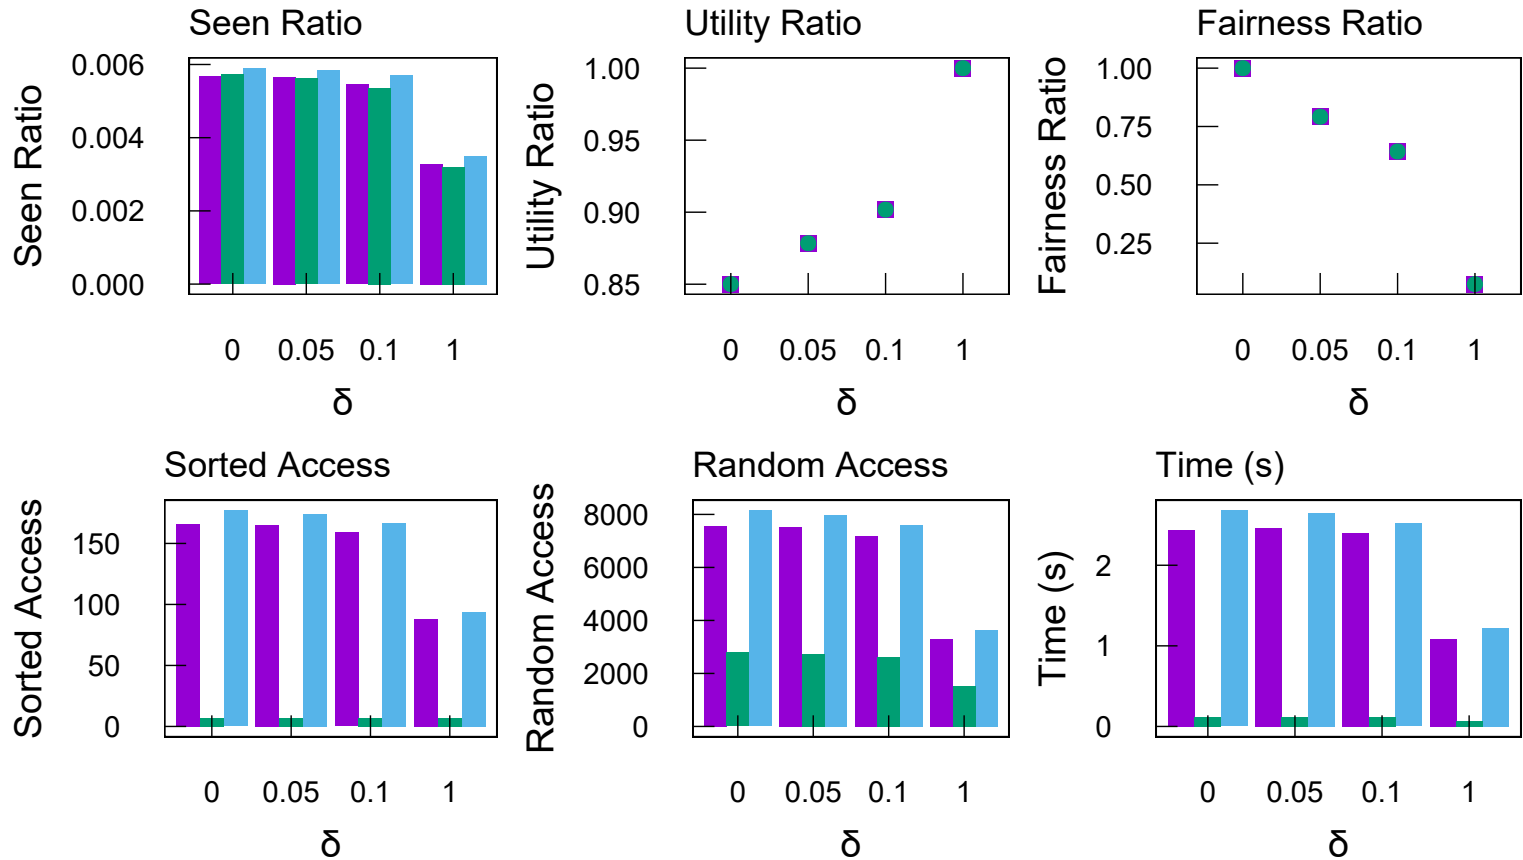 Seen Ratio
Seen Ratio
0.006
0.004
0.002
0.000
0 0.05 0.1 1
δ
Utility Ratio
Utility Ratio
1.00
0.95
0.90
0.85
0 0.05 0.1 1
δ
Fairness Ratio
Fairness Ratio
1.00
0.75
0.50
0.25
0 0.05 0.1 1
δ
Sorted Access
Sorted Access
150
100
50
0
0 0.05 0.1 1
δ
Random Access
Random Access
8000
6000
4000
2000
0
0 0.05 0.1 1
δ
Time (s)
Time (s)
2
1
0
0 0.05 0.1 1
δ